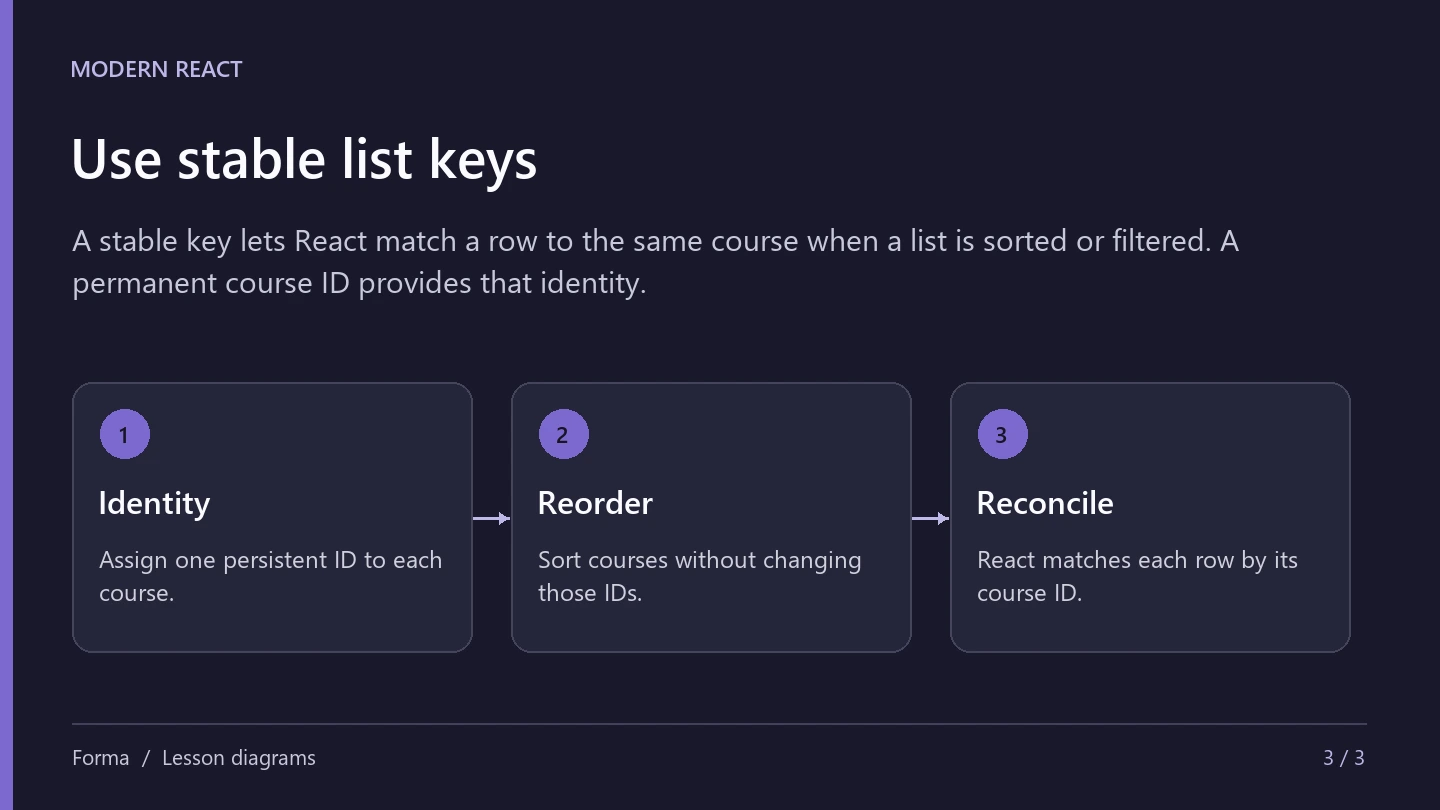 MODERN REACT
Use stable list keys
A stable key lets React match a row to the same course when a list is sorted or filtered. A
permanent course ID provides that identity.
1
Identity
Assign one persistent ID to each
course.
2
Reorder
Sort courses without changing
those IDs.
3
Reconcile
React matches each row by its
course ID.
Forma / Lesson diagrams
3 / 3